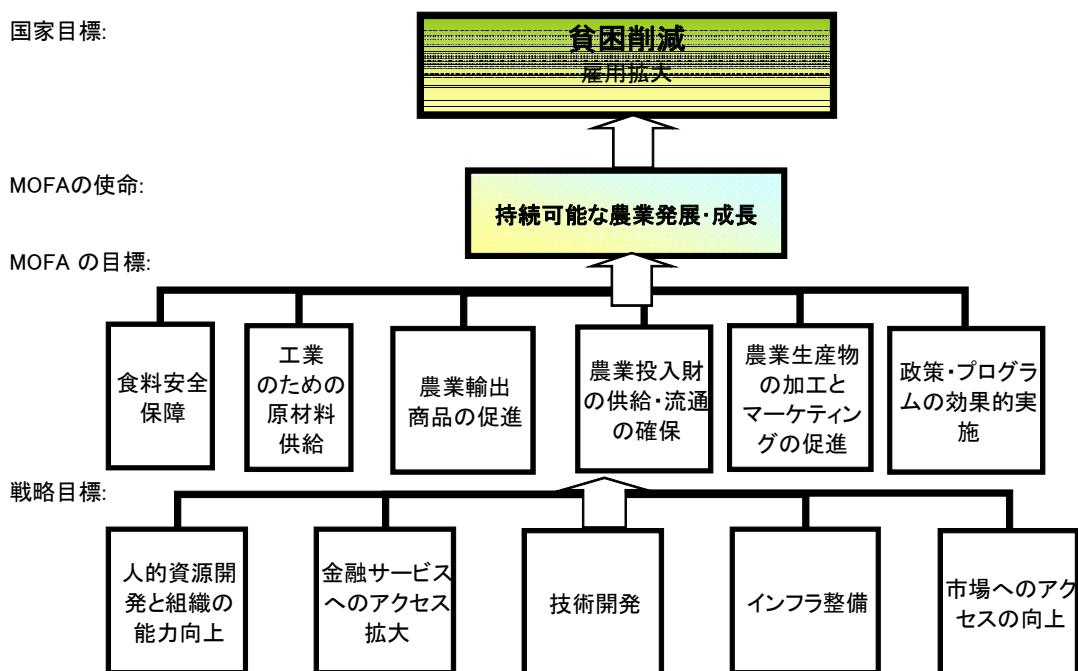 国家目標:
貧困削減
雇用拡大
MOFAの使命:
持続可能な農業発展・成長
MOFA の目標:
食料安全
保障
工業
のための
原材料
供給
農業輸出
商品の促進
農業投入財
の供給・流通
の確保
農業生産物
の加工と
マーケティン
グの促進
政策・プログラ
ムの効果的実
施
戦略目標:
人的資源開
発と組織の
能力向上
金融サービス
へのアクセス
拡大
技術開発
インフラ整備
市場へのアク
セスの向上